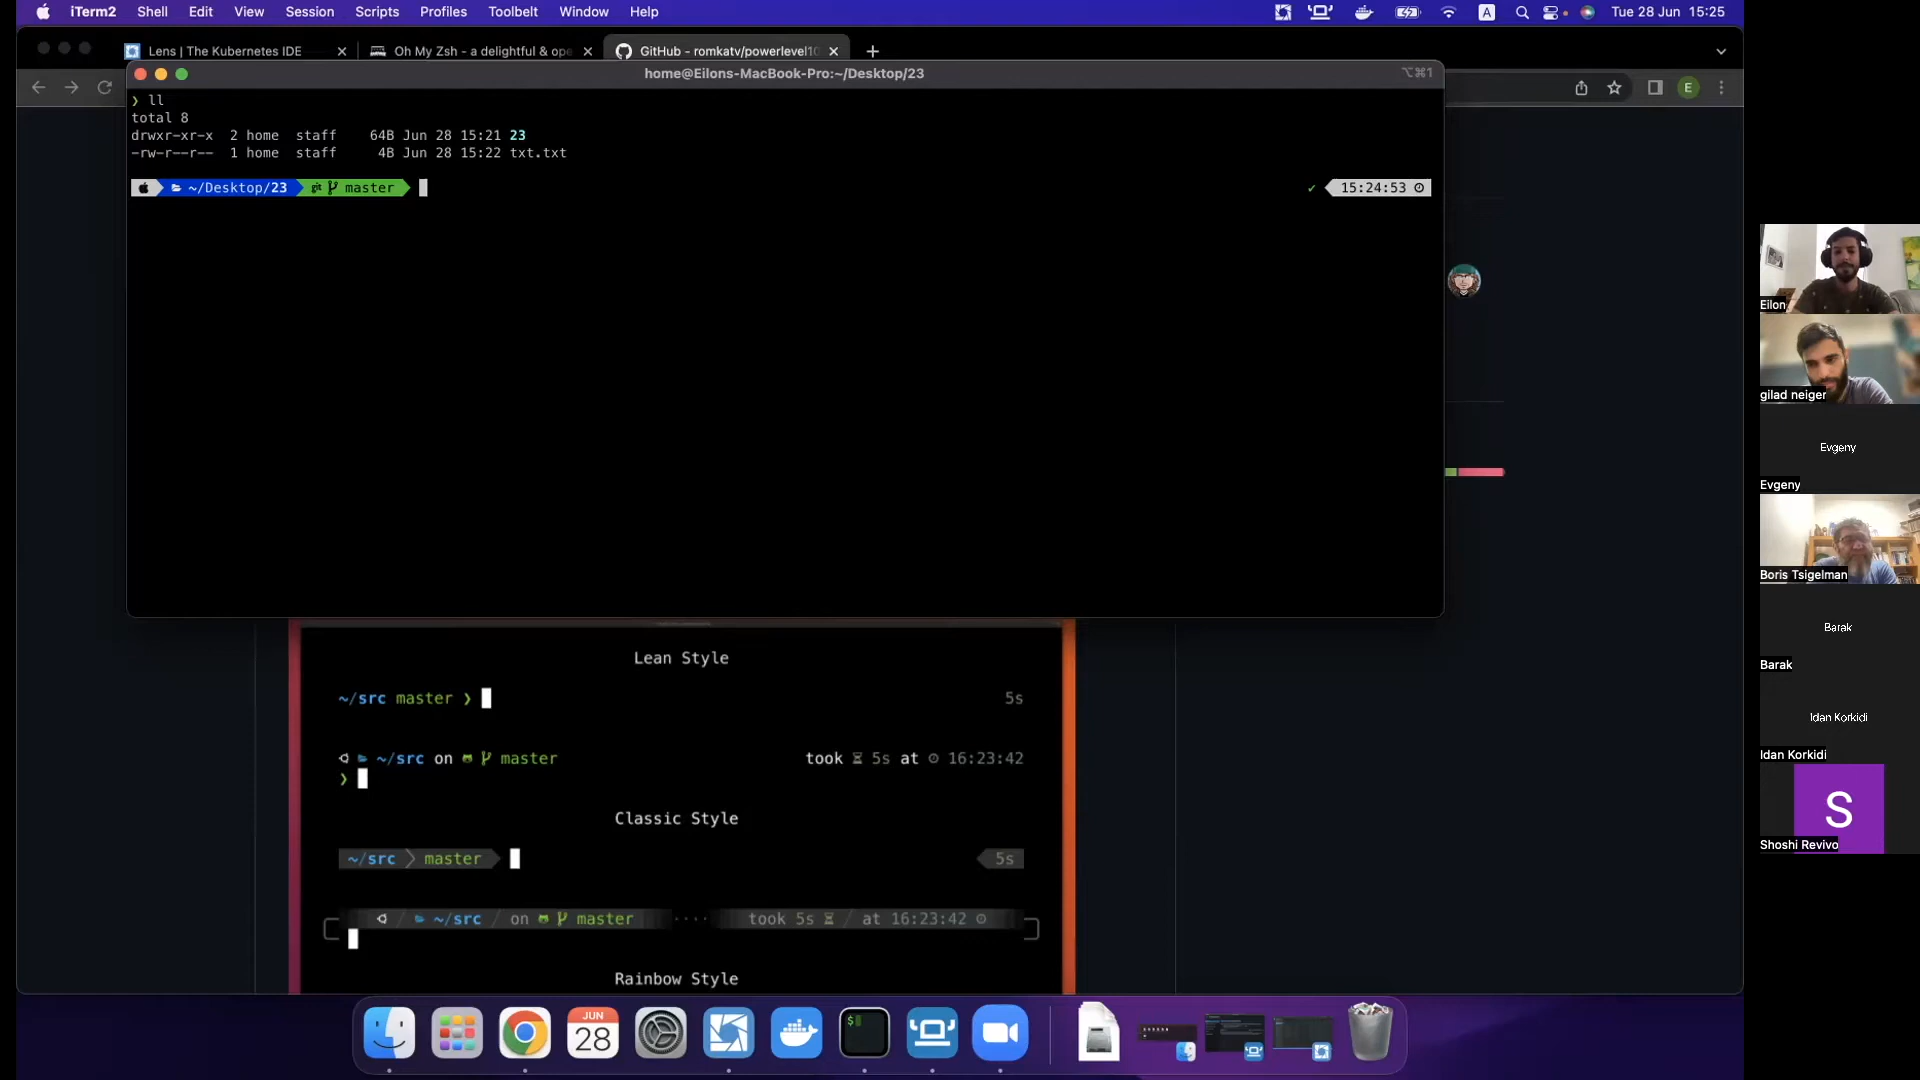 iTerm2 Shell Edit View Session Scripts Profiles Toolbelt Window Help A Tue 28 Jun 15:25
Lens | The Kubernetes IDE
Oh My Zsh - a delightful & ope
GitHub - romkatv/powerlevel10
home@Eilons-MacBook-Pro:~/Desktop/23
⌥⌘1
E
❯ ll
total 8
drwxr-xr-x 2 home staff 64B Jun 28 15:21 23
-rw-r--r-- 1 home staff 4B Jun 28 15:22 txt.txt
~/Desktop/23 git master ✓ 15:24:53
Lean Style
~/src master ❯ 5s
~/src on master took 5s at 16:23:42
❯
Classic Style
~/src master 5s
~/src / on master ···· took 5s / at 16:23:42
Rainbow Style
JUN
28
$
Eilon
gilad neiger
Evgeny
Evgeny
Boris Tsigelman
Barak
Barak
Idan Korkidi
Idan Korkidi
S
Shoshi Revivo